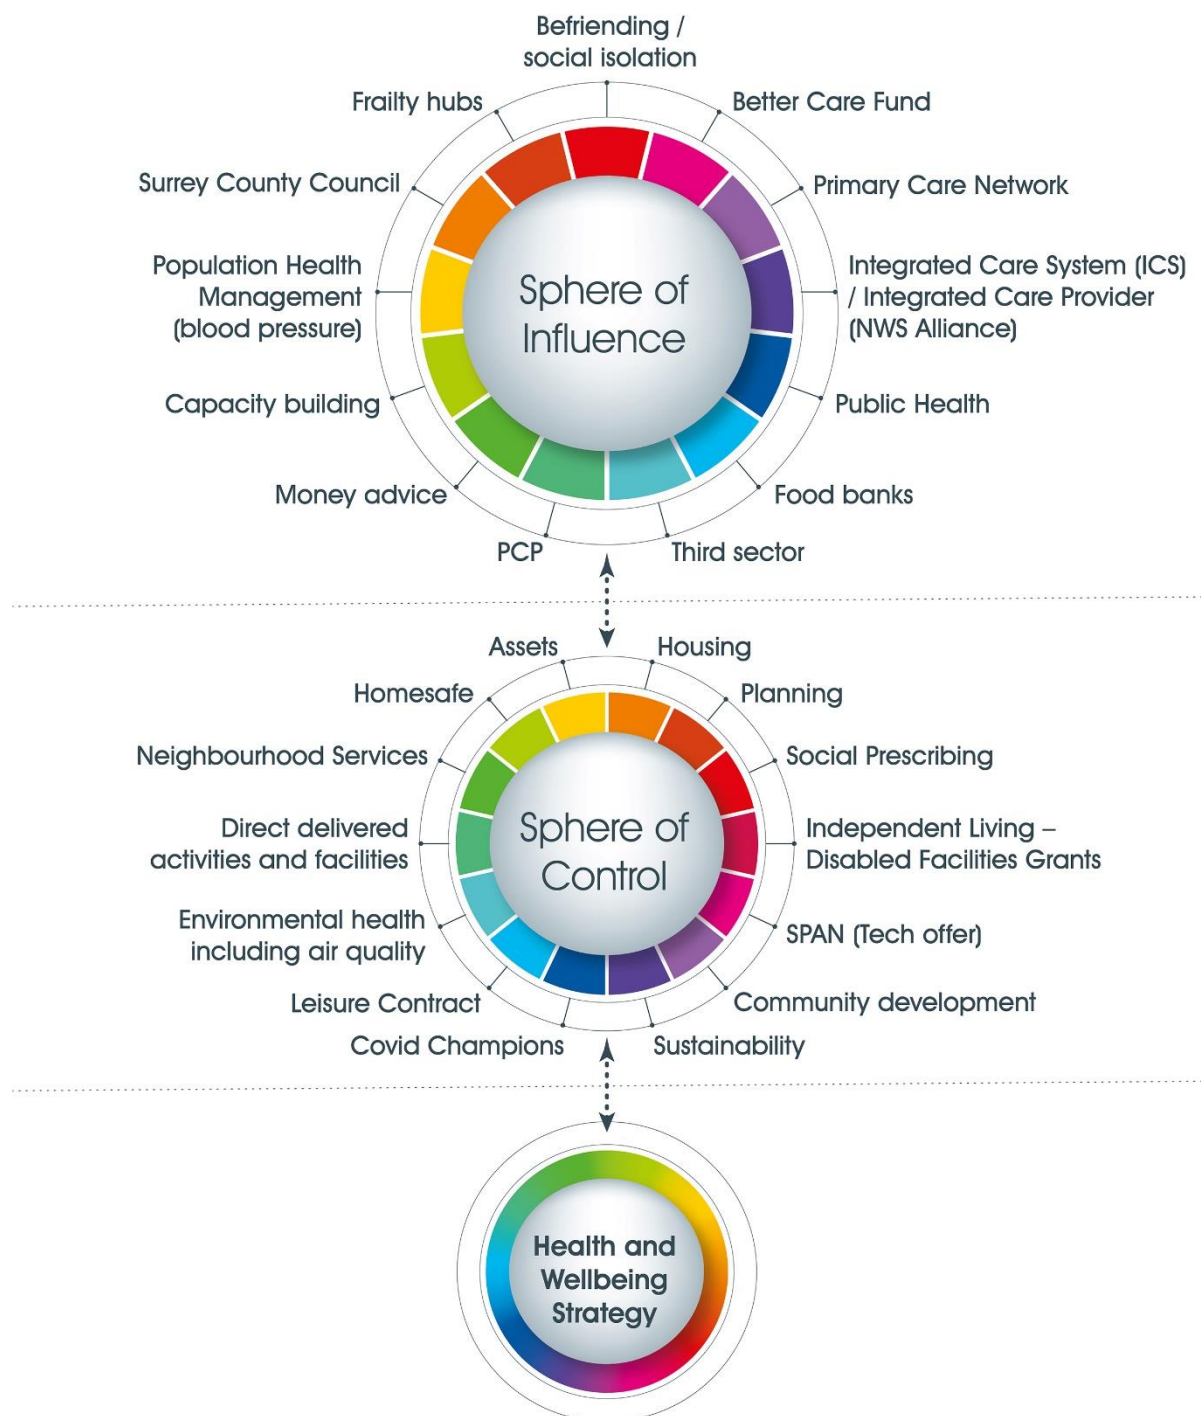 Befriending /
social isolation
Better Care Fund
Primary Care Network
Integrated Care System (ICS)
/ Integrated Care Provider
(NWS Alliance)
Public Health
Food banks
Third sector
PCP
Money advice
Capacity building
Population Health
Management
(blood pressure)
Surrey County Council
Frailty hubs
Sphere of
Influence
Assets
Housing
Planning
Social Prescribing
Independent Living –
Disabled Facilities Grants
SPAN (Tech offer)
Community development
Sustainability
Covid Champions
Leisure Contract
Environmental health
including air quality
Direct delivered
activities and facilities
Neighbourhood Services
Homesafe
Sphere of
Control
Health and
Wellbeing
Strategy